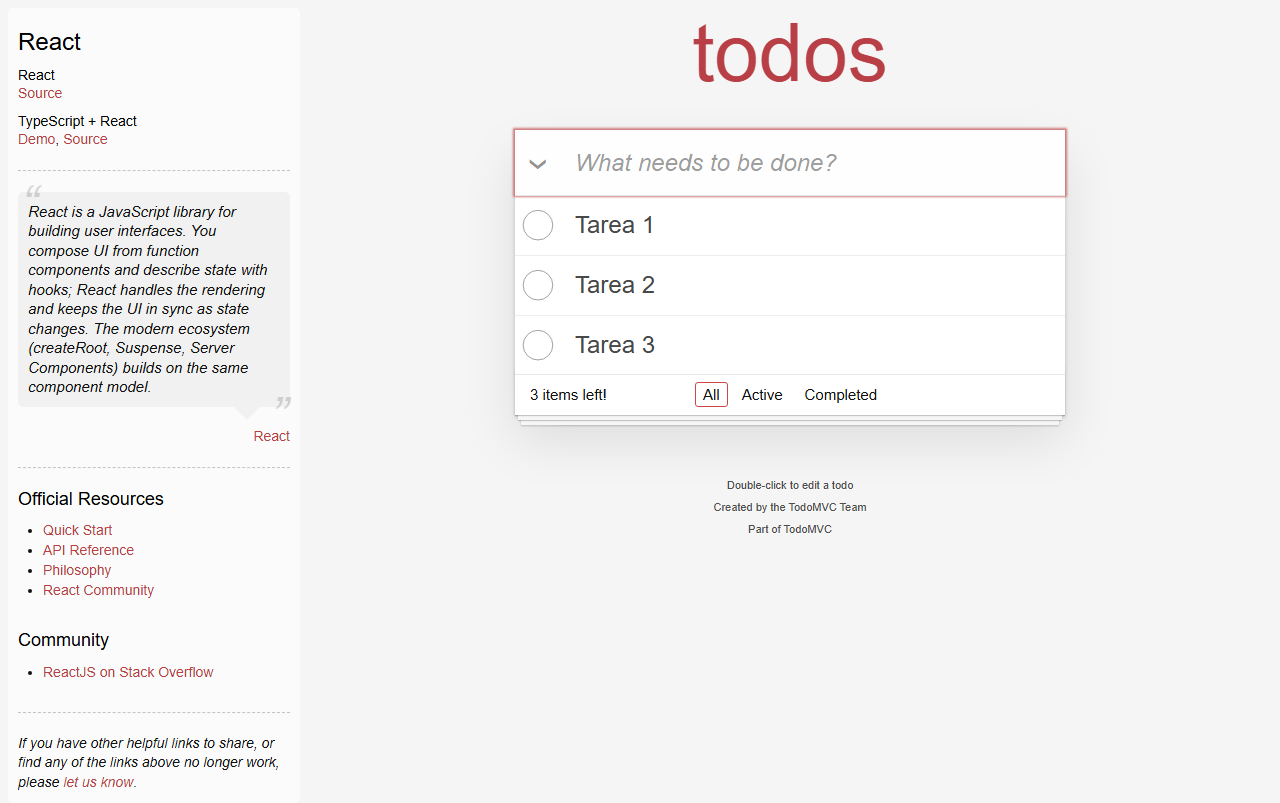 React
React
Source
TypeScript + React
Demo, Source
“
React is a JavaScript library for
building user interfaces. You
compose UI from function
components and describe state with
hooks; React handles the rendering
and keeps the UI in sync as state
changes. The modern ecosystem
(createRoot, Suspense, Server
Components) builds on the same
component model.
”
React
Official Resources
Quick Start
API Reference
Philosophy
React Community
Community
ReactJS on Stack Overflow
If you have other helpful links to share, or
find any of the links above no longer work,
please let us know.
todos
What needs to be done?
Tarea 1
Tarea 2
Tarea 3
3 items left! All Active Completed
Double-click to edit a todo
Created by the TodoMVC Team
Part of TodoMVC